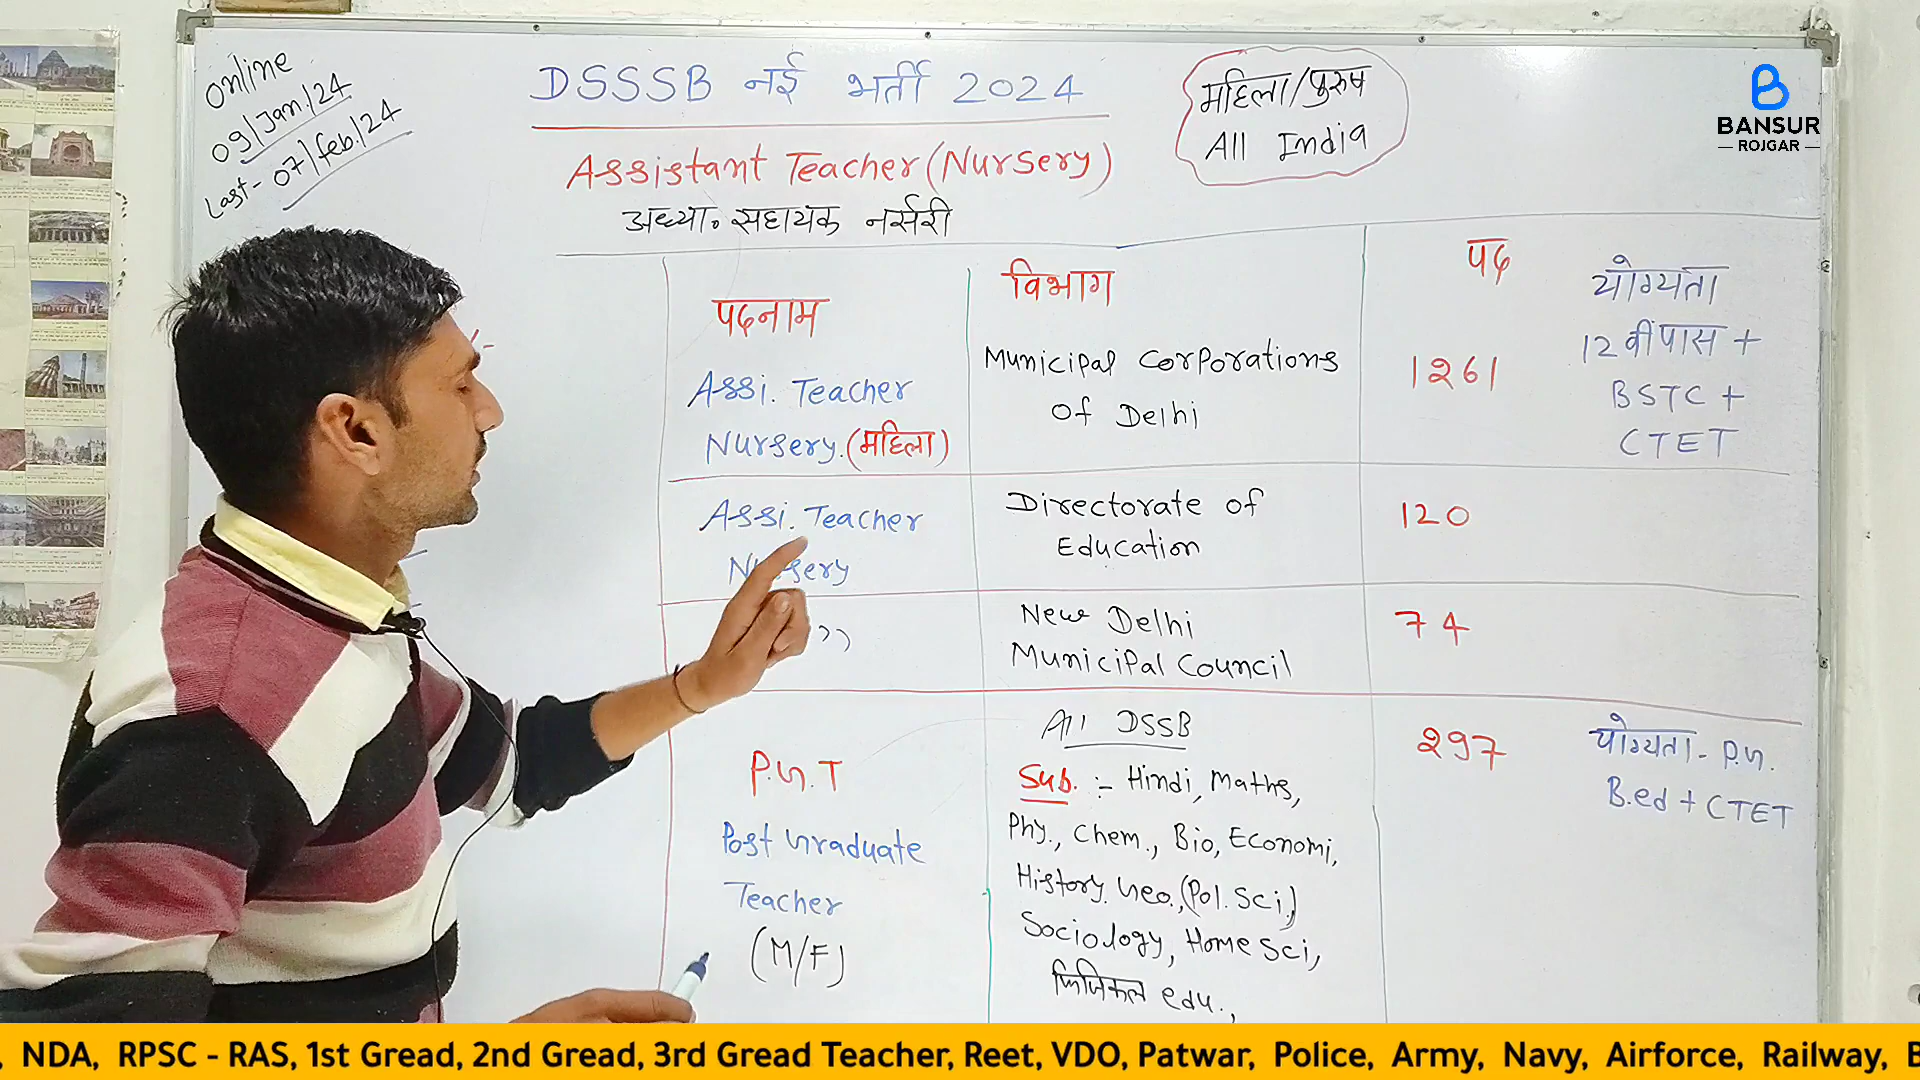 online
09/Jan/24
Last- 07/feb./24
DSSSB नई भर्ती 2024
महिला/पुरुष
All India
BANSUR
ROJGAR
Assistant Teacher (Nursery)
अध्या. सहायक नर्सरी
पदनाम
विभाग
पद
योग्यता
Assi. Teacher
Nursery. (महिला)
Municipal Corporations
of Delhi
1261
12 वीं पास +
BSTC +
CTET
Assi. Teacher
Nursery
Directorate of
Education
120
,,
New Delhi
Municipal Council
74
P.G.T
Post Graduate
Teacher
(M/F)
All DSSB
Sub. :- Hindi, Maths,
Phy., Chem., Bio, Economi,
History. Geo., (Pol. Sci.)
Sociology, Home Sci,
फिजिकल edu.,
297
योग्यता - P.G.
B.ed + CTET
, NDA, RPSC - RAS, 1st Gread, 2nd Gread, 3rd Gread Teacher, Reet, VDO, Patwar, Police, Army, Navy, Airforce, Railway, B